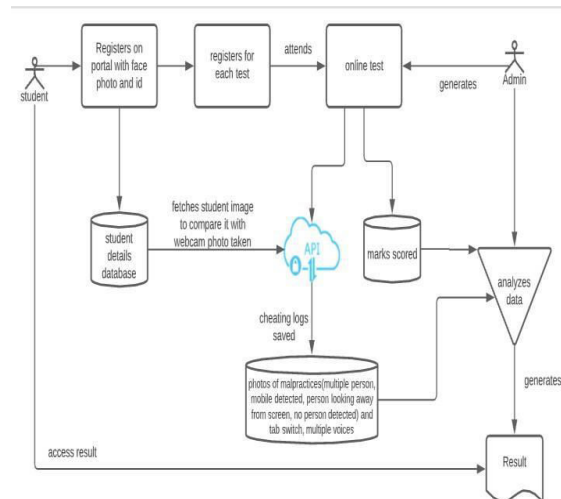 Registers on
portal with face
photo and id
registers for
each test
attends
online test
generates
Admin
student
fetches student image
to compare it with
webcam photo taken
student
details
database
API
marks scored
analyzes
data
cheating logs
saved
photos of malpractices(multiple person,
mobile detected, person looking away
from screen, no person detected) and
tab switch, multiple voices
generates
access result
Result